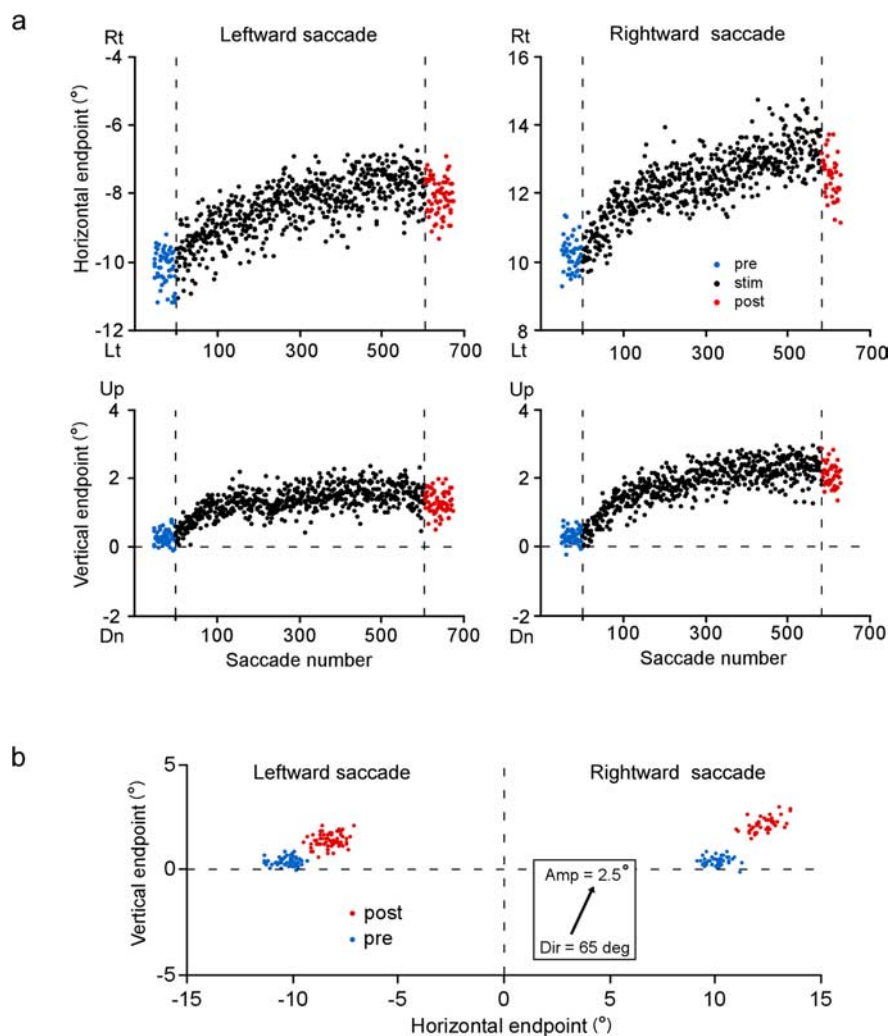 a
Rt Leftward saccade Rt Rightward saccade
-4 16
-6 14
-8 12
-10 10
-12 8
Horizontal endpoint (°)
pre
stim
post
Lt 100 300 500 700 Lt 100 300 500 700
Up Up
4 4
2 2
0 0
-2 -2
Vertical endpoint (°)
Dn 100 300 500 700 Dn 100 300 500 700
Saccade number Saccade number
b
5 Leftward saccade Rightward saccade
0
-5
Vertical endpoint (°)
post
pre
Amp = 2.5°
Dir = 65 deg
-15 -10 -5 0 5 10 15
Horizontal endpoint (°)